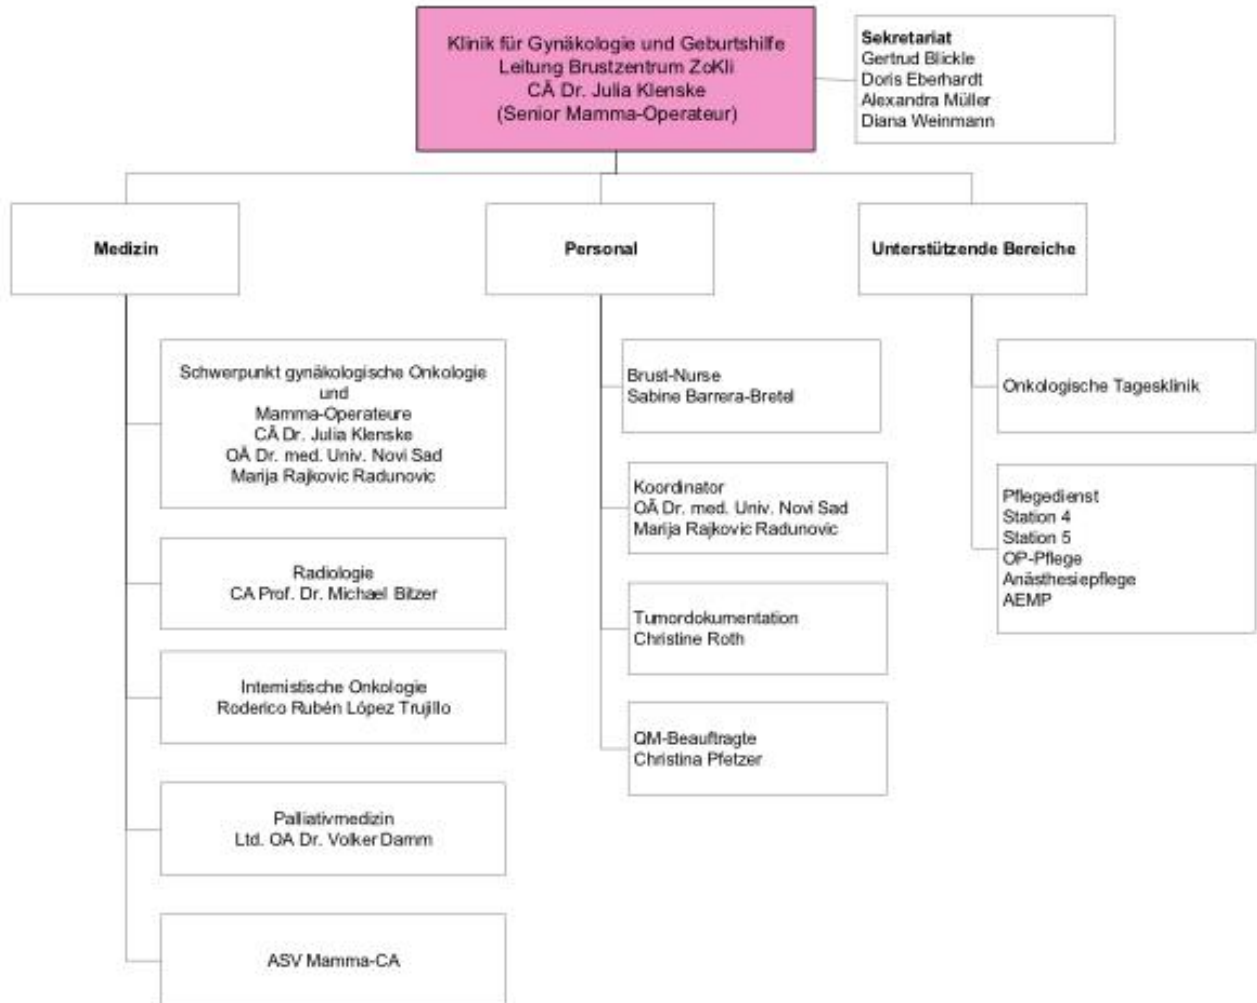 Klinik für Gynäkologie und Geburtshilfe
Leitung Brustzentrum ZoKli
CÄ Dr. Julia Klenske
(Senior Mamma-Operateur)
Sekretariat
Gertrud Blickle
Doris Eberhardt
Alexandra Müller
Diana Weinmann
Medizin
Personal
Unterstützende Bereiche
Schwerpunkt gynäkologische Onkologie
und
Mamma-Operateure
CÄ Dr. Julia Klenske
OÄ Dr. med. Univ. Novi Sad
Marija Rajkovic Radunovic
Radiologie
CA Prof. Dr. Michael Bitzer
Internistische Onkologie
Roderico Rubén López Trujillo
Palliativmedizin
Ltd. OA Dr. Volker Damm
ASV Mamma-CA
Brust-Nurse
Sabine Barrera-Bretel
Koordinator
OÄ Dr. med. Univ. Novi Sad
Marija Rajkovic Radunovic
Tumordokumentation
Christine Roth
QM-Beauftragte
Christina Pfetzer
Onkologische Tagesklinik
Pflegedienst
Station 4
Station 5
OP-Pflege
Anästhesiepflege
AEMP